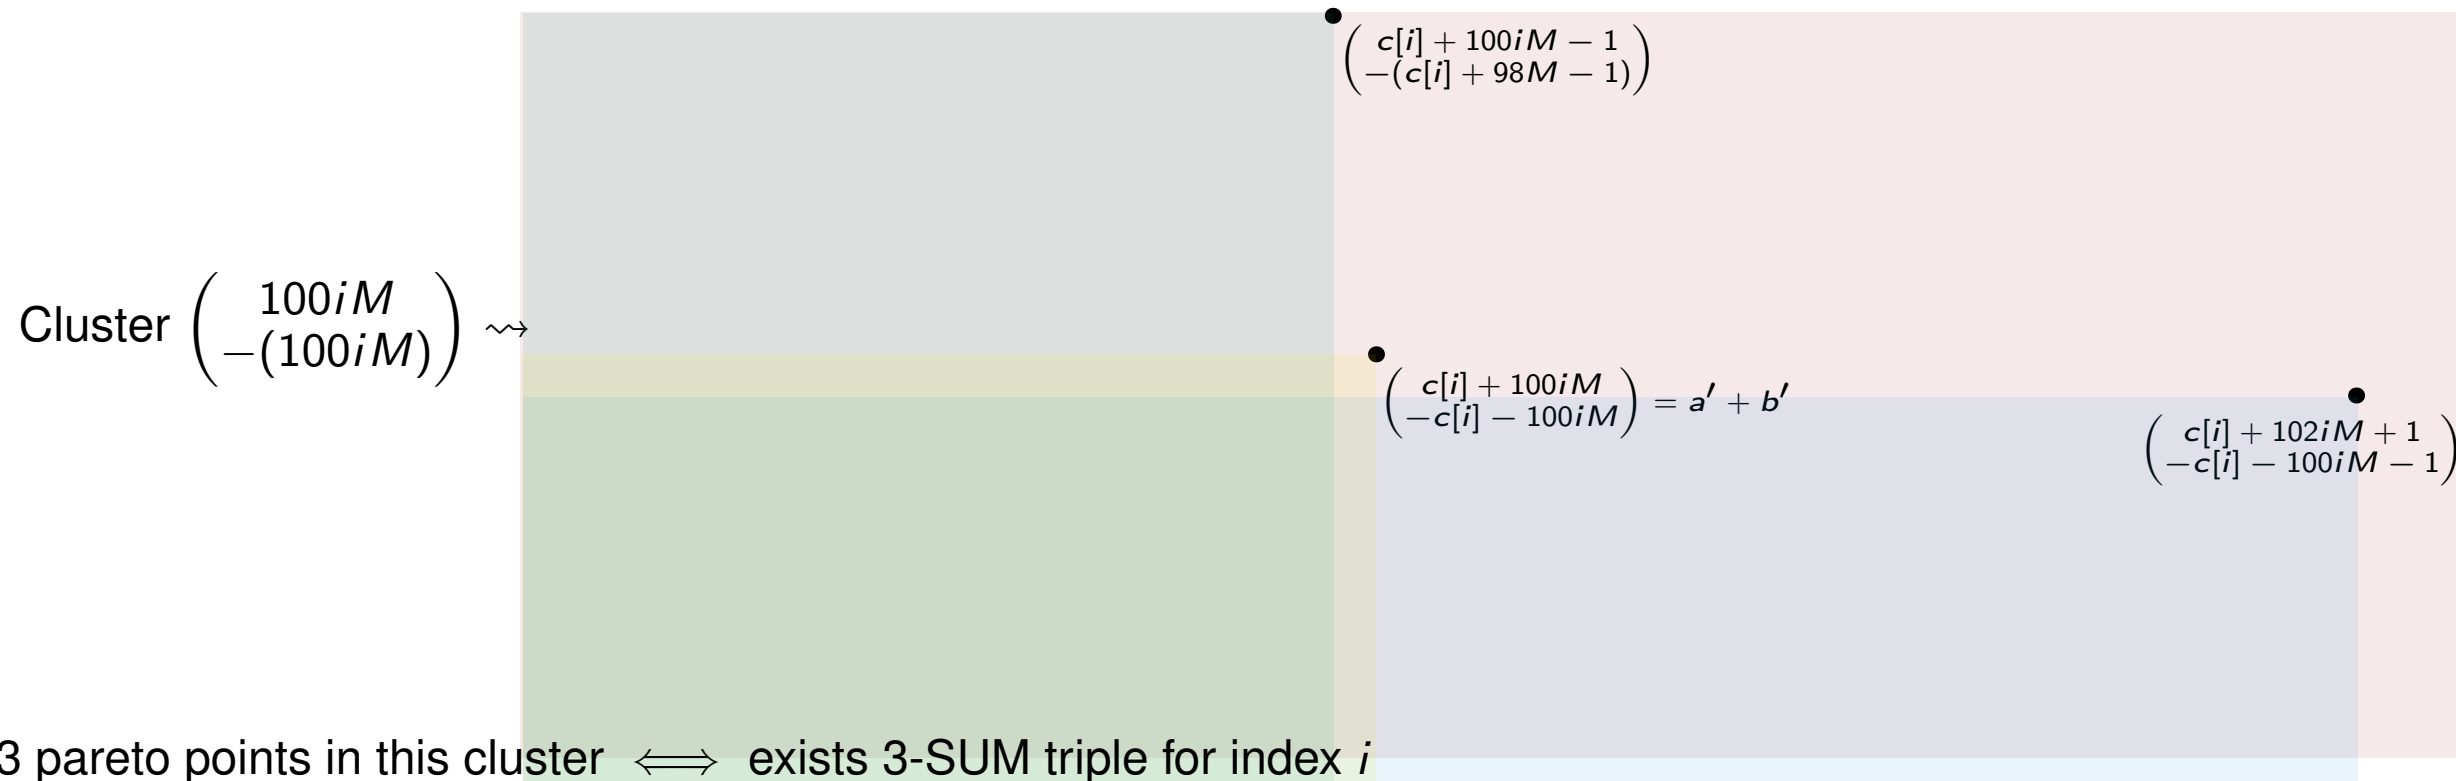 ( c[i] + 100iM − 1
−(c[i] + 98M − 1) )
Cluster ( 100iM
−(100iM) ) ⇝
( c[i] + 100iM
−c[i] − 100iM ) = a′ + b′
( c[i] + 102iM + 1
−c[i] − 100iM − 1 )
3 pareto points in this cluster ⟺ exists 3-SUM triple for index i